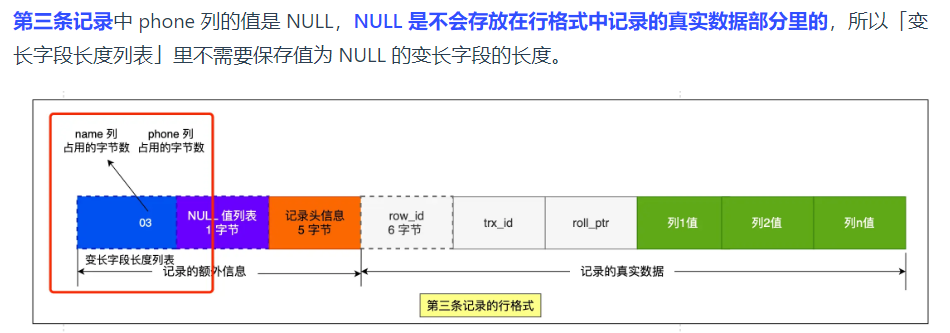 第三条记录中 phone 列的值是 NULL，NULL 是不会存放在行格式中记录的真实数据部分里的，所以「变
长字段长度列表」里不需要保存值为 NULL 的变长字段的长度。
name 列
占用的字节数
phone 列
占用的字节数
03
NULL 值列表
1 字节
记录头信息
5 字节
row_id
6 字节
trx_id
roll_ptr
列1值
列2值
列n值
变长字段长度列表
记录的额外信息
记录的真实数据
第三条记录的行格式